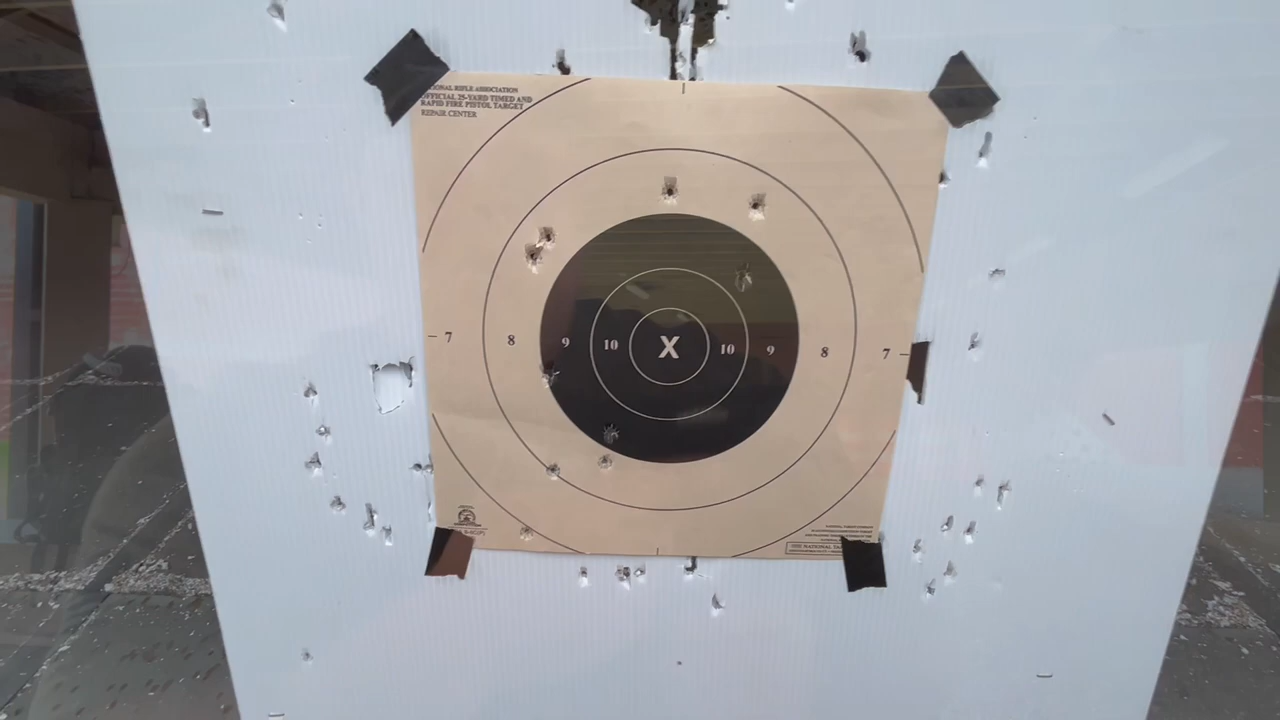 NATIONAL RIFLE ASSOCIATION
OFFICIAL 25-YARD TIMED AND
RAPID FIRE PISTOL TARGET
REPAIR CENTER
7 8 9 10 X 10 9 8 7